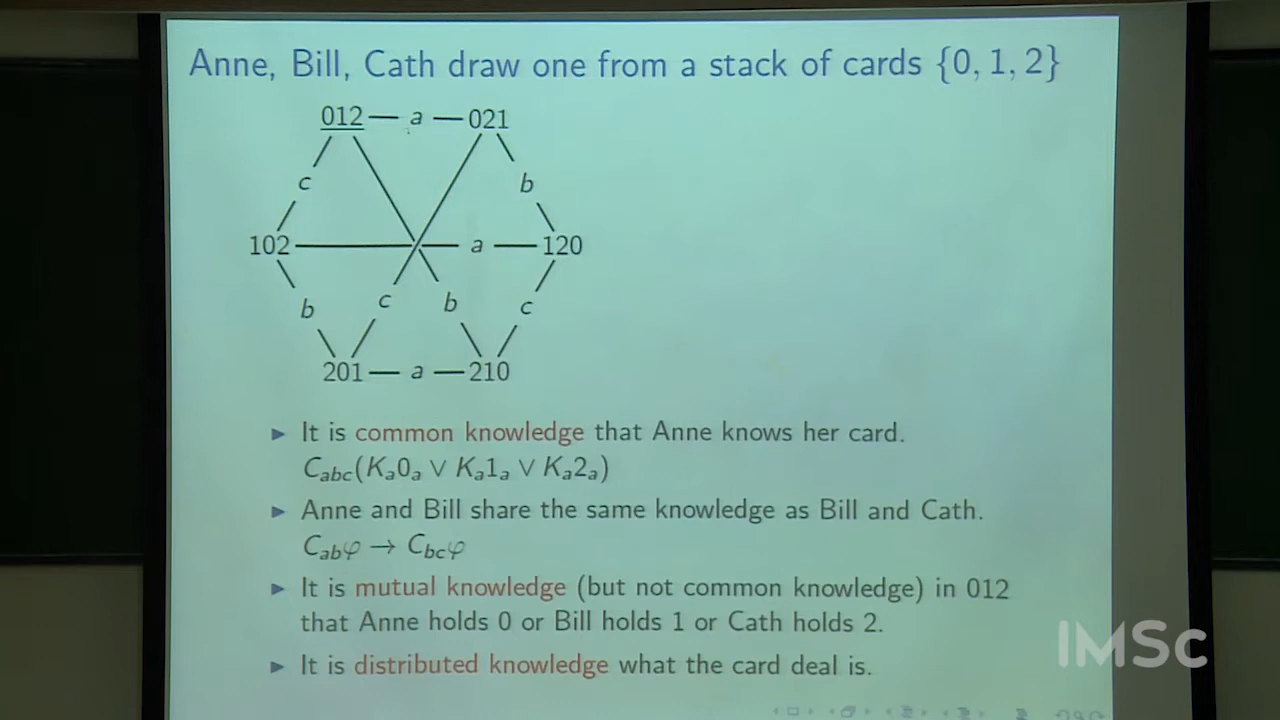 Anne, Bill, Cath draw one from a stack of cards {0, 1, 2}
012 — a — 021
c
b
102
a
120
b
c
b
c
201 — a — 210
It is common knowledge that Anne knows her card.
C_abc(K_a0_a ∨ K_a1_a ∨ K_a2_a)
Anne and Bill share the same knowledge as Bill and Cath.
C_abφ → C_bcφ
It is mutual knowledge (but not common knowledge) in 012
that Anne holds 0 or Bill holds 1 or Cath holds 2.
It is distributed knowledge what the card deal is.
IMSc